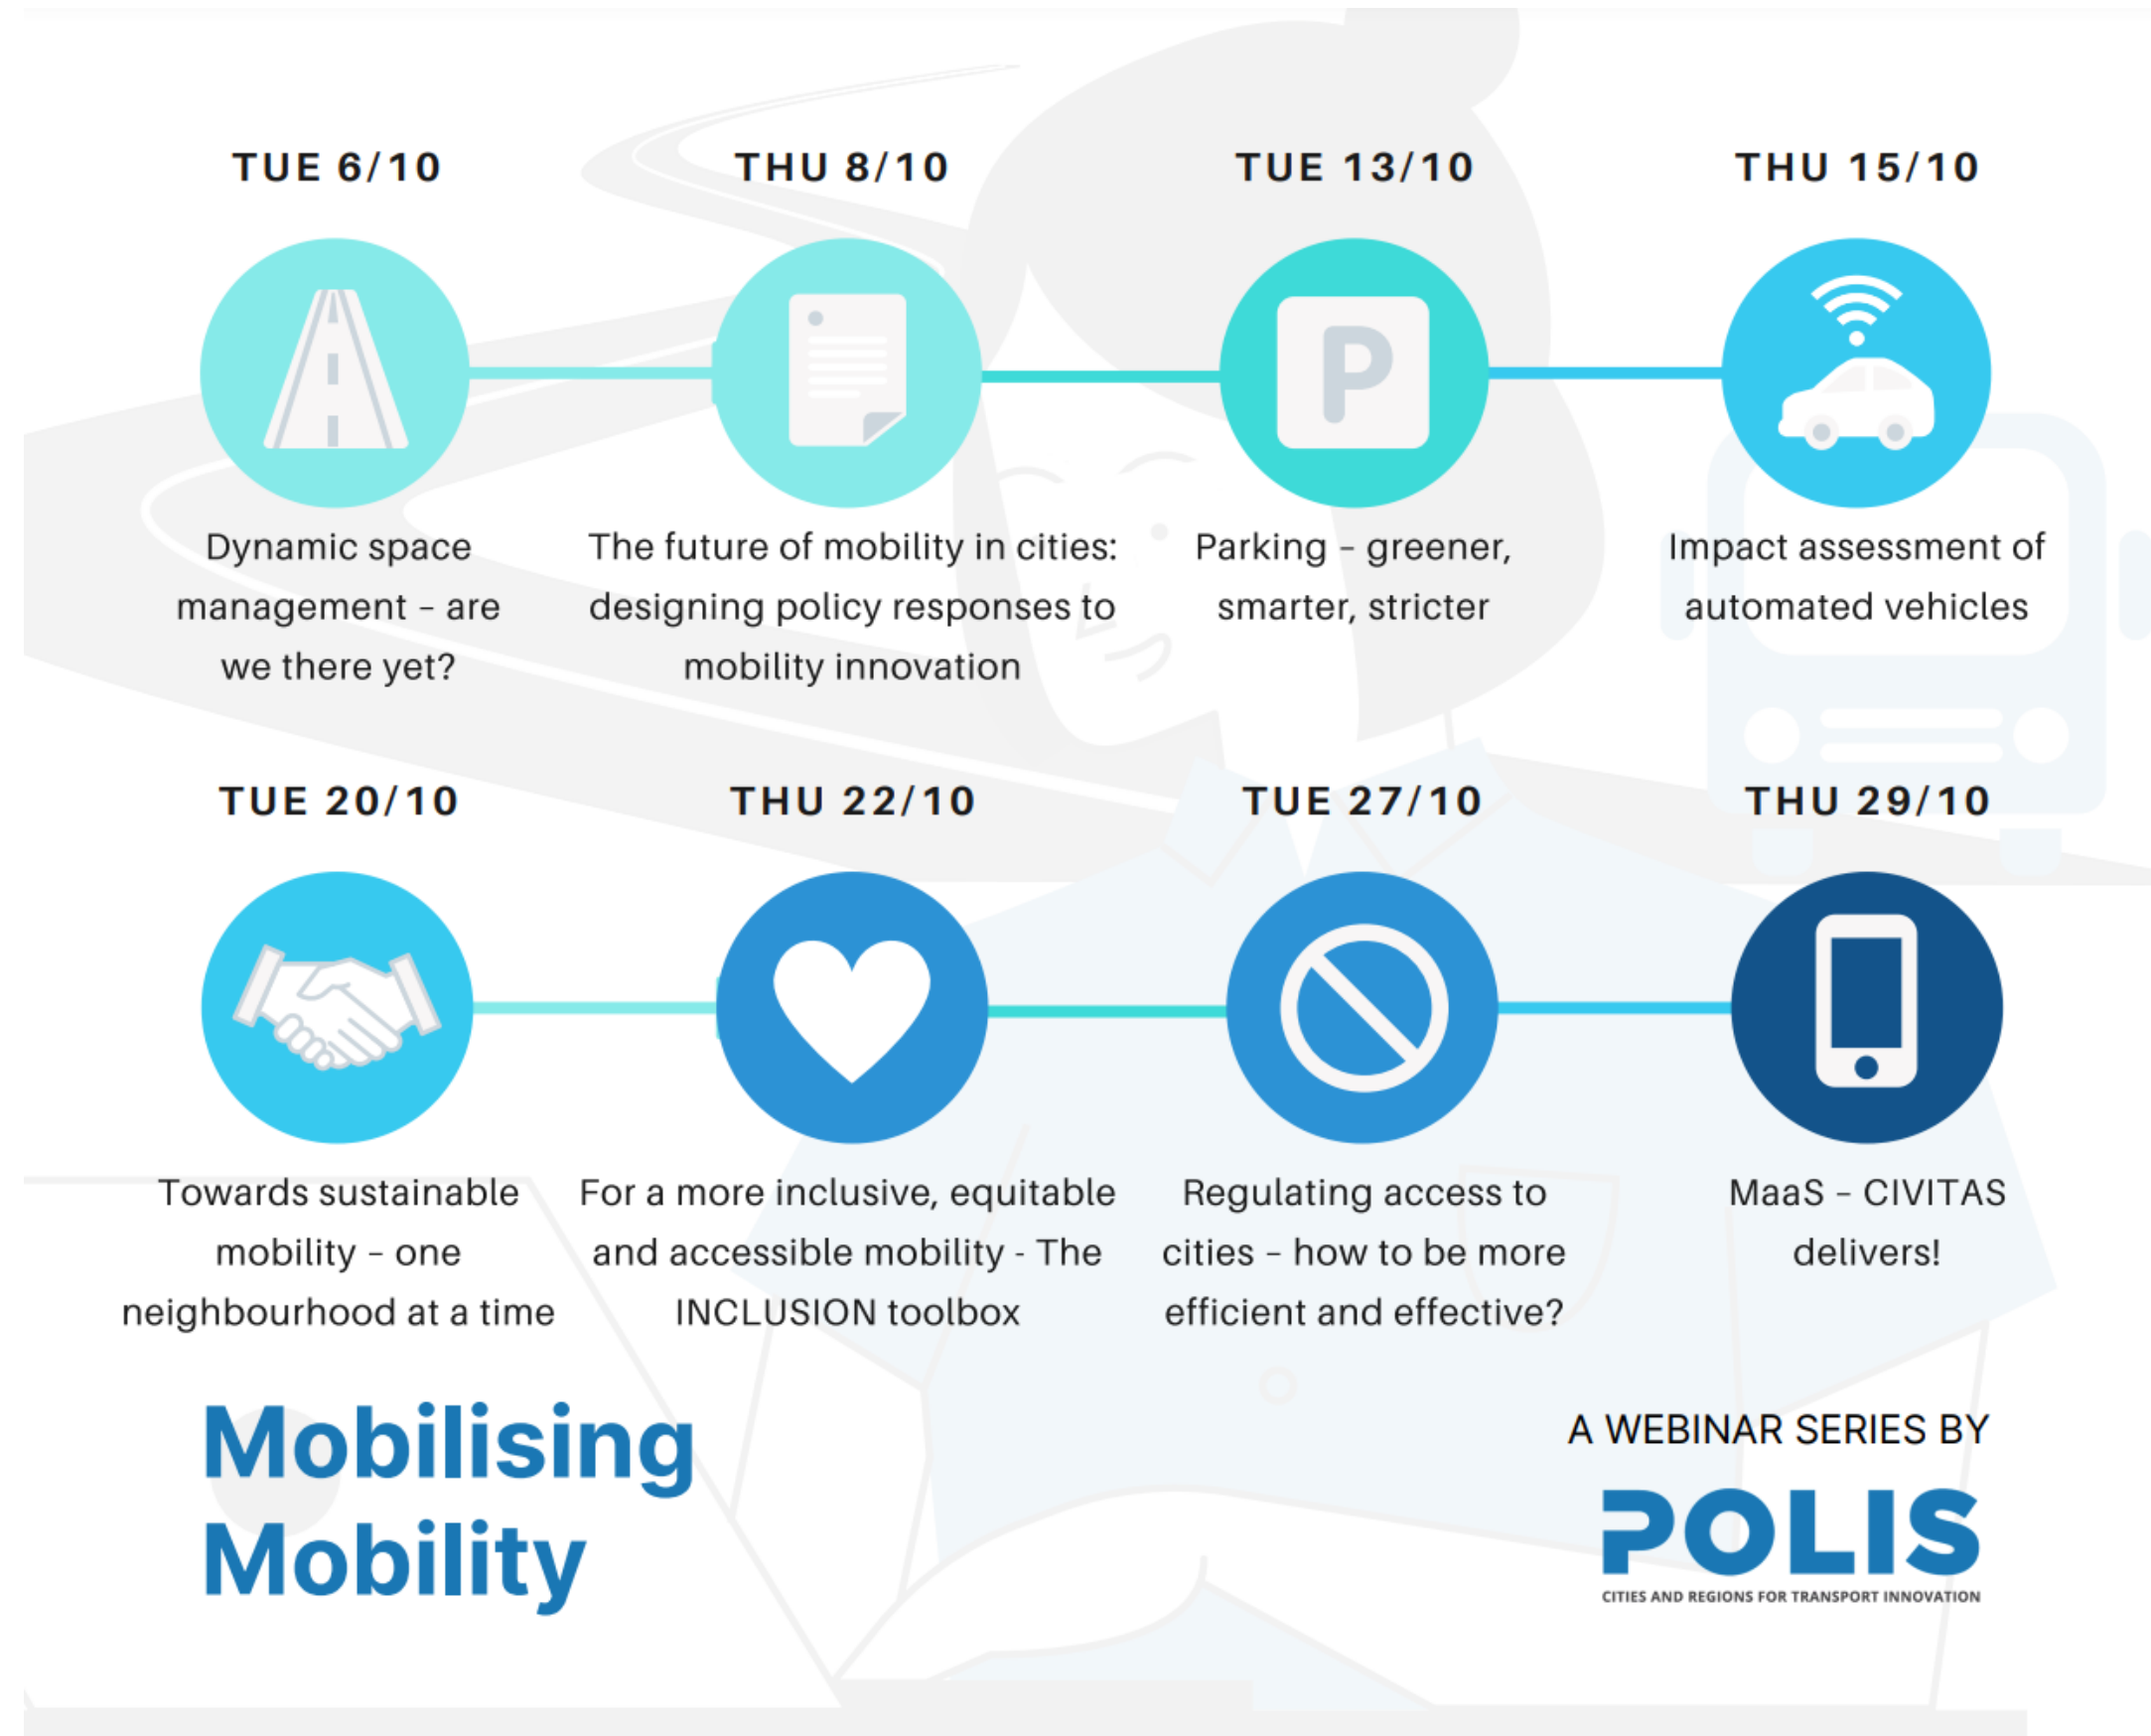 TUE 6/10
THU 8/10
TUE 13/10
THU 15/10
P
Dynamic space
management – are
we there yet?
The future of mobility in cities:
designing policy responses to
mobility innovation
Parking – greener,
smarter, stricter
Impact assessment of
automated vehicles
TUE 20/10
THU 22/10
TUE 27/10
THU 29/10
Towards sustainable
mobility – one
neighbourhood at a time
For a more inclusive, equitable
and accessible mobility - The
INCLUSION toolbox
Regulating access to
cities – how to be more
efficient and effective?
MaaS – CIVITAS
delivers!
Mobilising
Mobility
A WEBINAR SERIES BY
POLIS
CITIES AND REGIONS FOR TRANSPORT INNOVATION